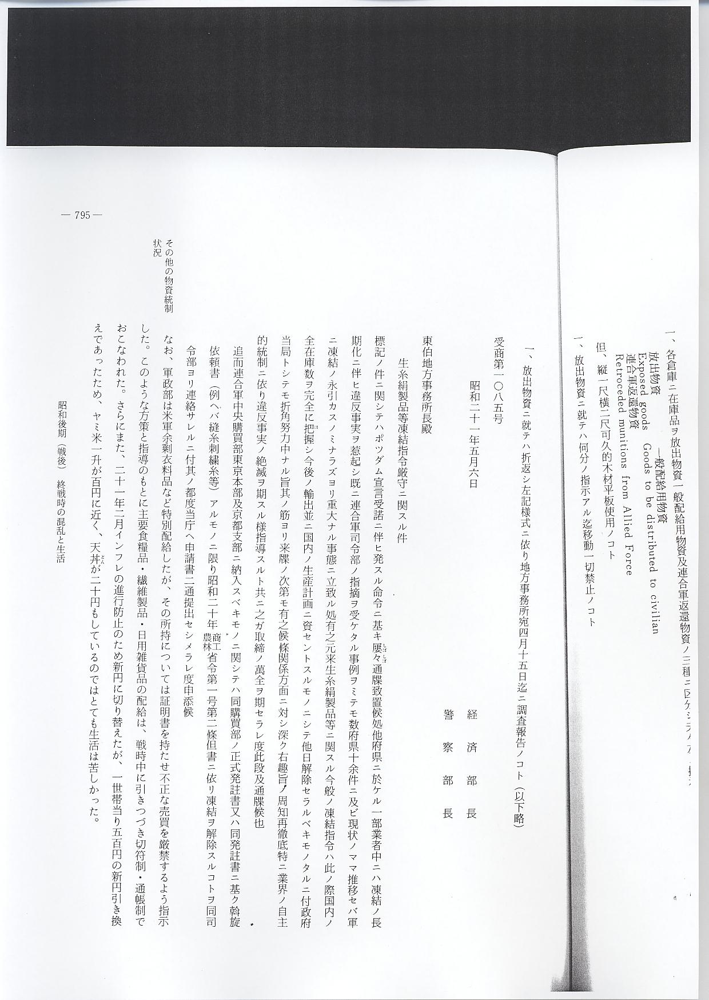 一、各倉庫ニ在庫品ヲ放出物資一般配給用物資及連合軍返還物資ノ三種ニ区分シ
放出物資　　一般配給用物資
Exposed goods　Goods to be distributed to civilian
連合軍返還物資
Retroceded munitions from Allied Force
但、縦一尺横二尺可久的木材平板使用ノコト
一、放出物資ニ就テハ何分ノ指示アル迄移動一切禁止ノコト
一、放出物資ニ就テハ折返シ左記様式ニ依り地方事務所宛四月十五日迄ニ調査報告ノコト（以下略）
受商第一〇八五号
昭和二十一年五月六日
経済部長
警察部長
東伯地方事務所長殿
生糸絹製品等凍結指令厳守ニ関スル件
標記ノ件ニ関シテハポツダム宣言受諾ニ伴ヒ発スル命令ニ基キ屢々通牒致置候処他府県ニ於ケル一部業者中ニハ凍結ノ長
期化ニ伴ヒ違反事実ヲ惹起シ既ニ連合軍司令部ノ指摘ヲ受ケタル事例ヲミテモ数府県十余件ニ及ビ現状ノママ推移セバ軍
ニ凍結ノ永引カスノミナラズヨリ重大ナル事態ニ立致ル処有之元来生糸絹製品等ニ関スル今般ノ凍結指令ハ此ノ際国内ノ
全在庫数ヲ完全に把握シ今後ノ輸出並ニ国内ノ生産計画ニ資セントスルモノニシテ他日解除セラルベキモノタルニ付政府
当局トシテモ折角努力中ナル旨其ノ筋ヨリ来牒ノ次第モ有之候條関係方面ニ対シ深ク右趣旨ノ周知再徹底特ニ業界ノ自主
的統制ニ依り違反事実ノ絶滅ヲ期スル様指導スルト共ニ之ガ取締ノ萬全ヲ期セラレ度此段及通牒候也
追而連合軍中央購買部東京本部及京都支部ニ納入スベキモノニ関シテハ同購買部ノ正式発註書又ハ同発註書ニ基ク斡旋
依頼書（例ヘバ縫糸刺繍糸等）アルモノニ限り昭和二十年商工農林省令第一号第二條但書ニ依リ凍結ヲ解除スルコトヲ同司
令部ヨリ連絡サレルルニ付其ノ都度当庁ヘ申請書二通提出セシメラレ度申添候
その他の物資統制
状況
なお、軍政部は米軍余剰衣料品など特別配給したが、その所持については証明書を持たせ不正な売買を厳禁するよう指示
した。このような方策と指導のもとに主要食糧品・繊維製品・日用雑貨品の配給は、戦時中に引きつづき切符制・通帳制で
おこなわれた。さらにまた、二十一年二月インフレの進行防止のため新円に切り替えたが、一世帯当り五百円の新円引き換
えであったため、ヤミ米一升が百円に近く、天丼が二十円もしているのではとても生活は苦しかった。
昭和後期（戦後）　終戦時の混乱と生活
— 795 —